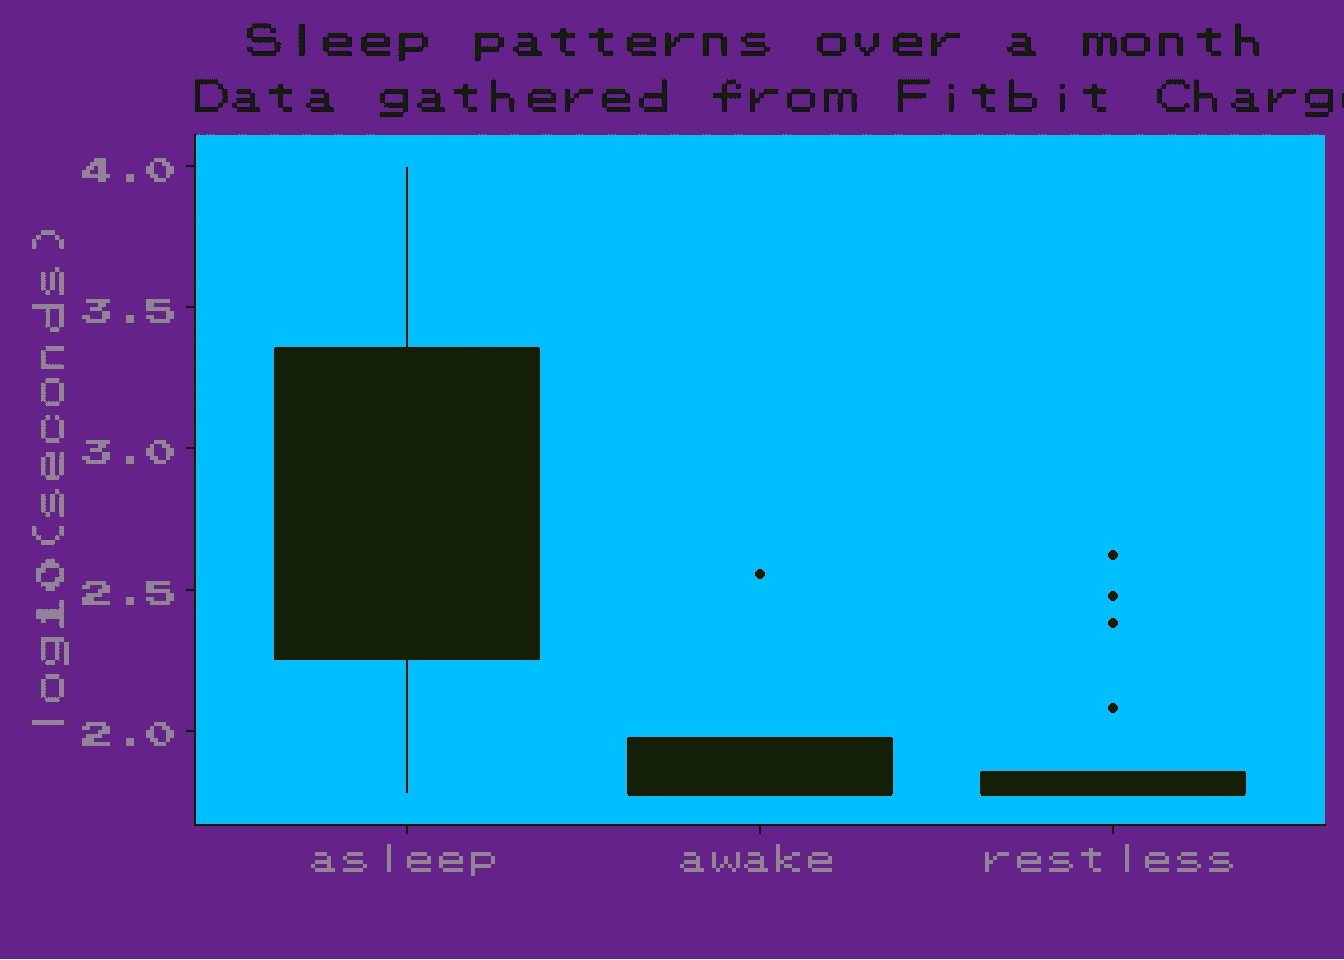 Sleep patterns over a month
Data gathered from Fitbit Charg
log10(seconds)
4.0
3.5
3.0
2.5
2.0
asleep
awake
restless